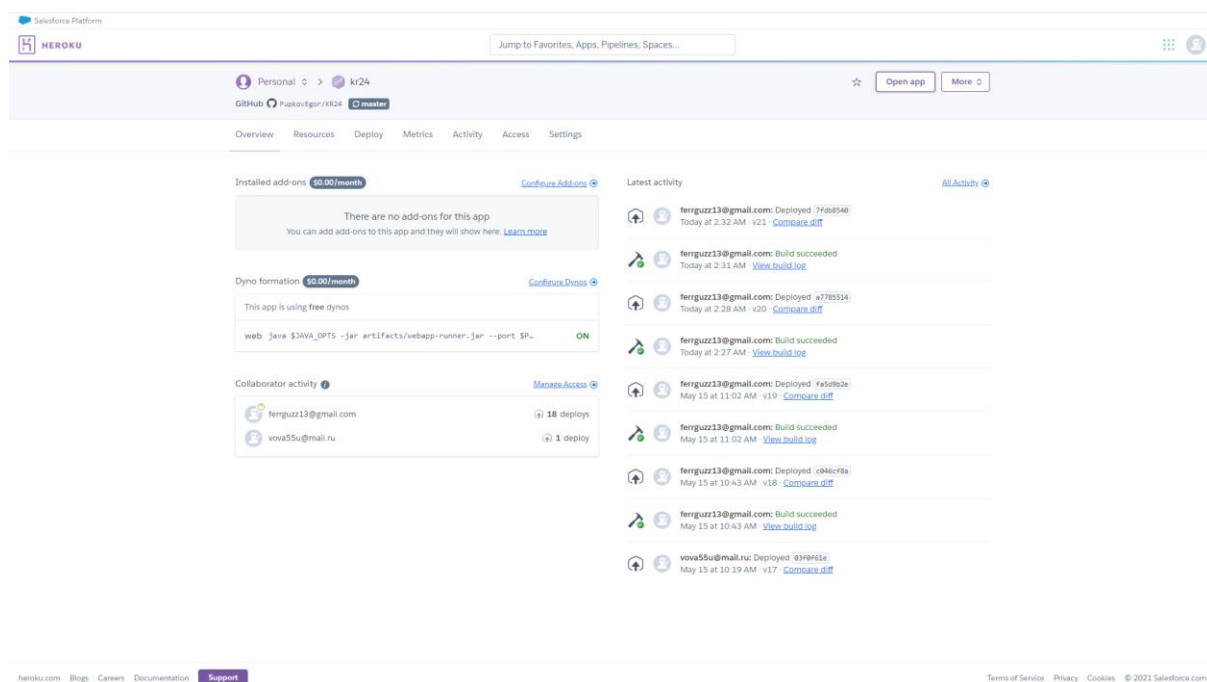 Salesforce Platform
HEROKU
Jump to Favorites, Apps, Pipelines, Spaces...
Personal > kr24
Open app
More
GitHub PupkovEgor/KR24 master
Overview Resources Deploy Metrics Activity Access Settings
Installed add-ons $0.00/month
Configure Add-ons
There are no add-ons for this app
You can add add-ons to this app and they will show here. Learn more
Dyno formation $0.00/month
Configure Dynos
This app is using free dynos
web java $JAVA_OPTS -jar artifacts/webapp-runner.jar --port $P… ON
Collaborator activity
Manage Access
ferrguzz13@gmail.com 18 deploys
vova55u@mail.ru 1 deploy
Latest activity
All Activity
ferrguzz13@gmail.com: Deployed 7fdb8540
Today at 2:32 AM · v21 · Compare diff
ferrguzz13@gmail.com: Build succeeded
Today at 2:31 AM · View build log
ferrguzz13@gmail.com: Deployed a7785514
Today at 2:28 AM · v20 · Compare diff
ferrguzz13@gmail.com: Build succeeded
Today at 2:27 AM · View build log
ferrguzz13@gmail.com: Deployed fa5d9b2e
May 15 at 11:02 AM · v19 · Compare diff
ferrguzz13@gmail.com: Build succeeded
May 15 at 11:02 AM · View build log
ferrguzz13@gmail.com: Deployed c046cf8a
May 15 at 10:43 AM · v18 · Compare diff
ferrguzz13@gmail.com: Build succeeded
May 15 at 10:43 AM · View build log
vova55u@mail.ru: Deployed 03f0f61e
May 15 at 10:19 AM · v17 · Compare diff
heroku.com Blogs Careers Documentation Support
Terms of Service Privacy Cookies © 2021 Salesforce.com